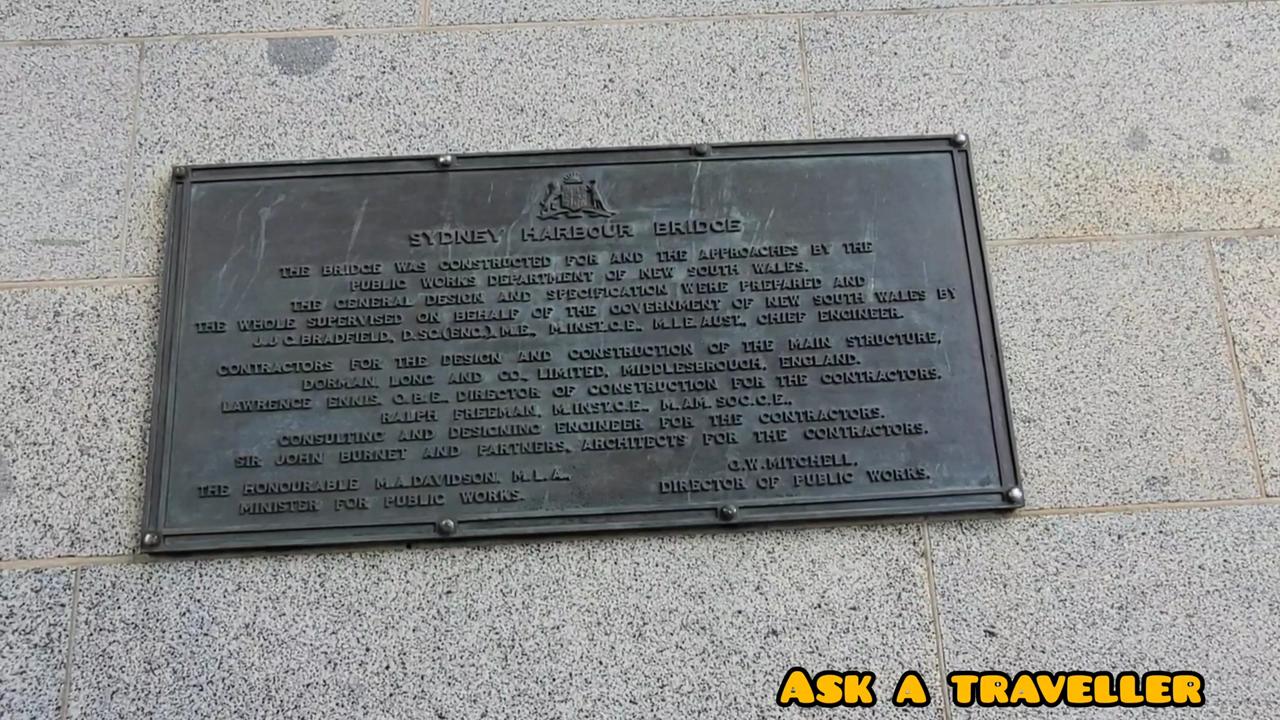 SYDNEY HARBOUR BRIDGE
THE BRIDGE WAS CONSTRUCTED FOR AND THE APPROACHES BY THE
PUBLIC WORKS DEPARTMENT OF NEW SOUTH WALES.
THE GENERAL DESIGN AND SPECIFICATION WERE PREPARED AND
THE WHOLE SUPERVISED ON BEHALF OF THE GOVERNMENT OF NEW SOUTH WALES BY
J.J.C. BRADFIELD, D.SC.(ENG.), M.E., M.INST.C.E., M.I.E.AUST., CHIEF ENGINEER.
CONTRACTORS FOR THE DESIGN AND CONSTRUCTION OF THE MAIN STRUCTURE,
DORMAN, LONG AND CO., LIMITED, MIDDLESBROUGH, ENGLAND.
LAWRENCE ENNIS, O.B.E., DIRECTOR OF CONSTRUCTION FOR THE CONTRACTORS.
RALPH FREEMAN, M.INST.C.E., M.AM.SOC.C.E.,
CONSULTING AND DESIGNING ENGINEER FOR THE CONTRACTORS.
SIR JOHN BURNET AND PARTNERS, ARCHITECTS FOR THE CONTRACTORS.
THE HONOURABLE M.A.DAVIDSON, M.L.A.,
MINISTER FOR PUBLIC WORKS.
Q.W.MITCHELL,
DIRECTOR OF PUBLIC WORKS.
ASK A TRAVELLER